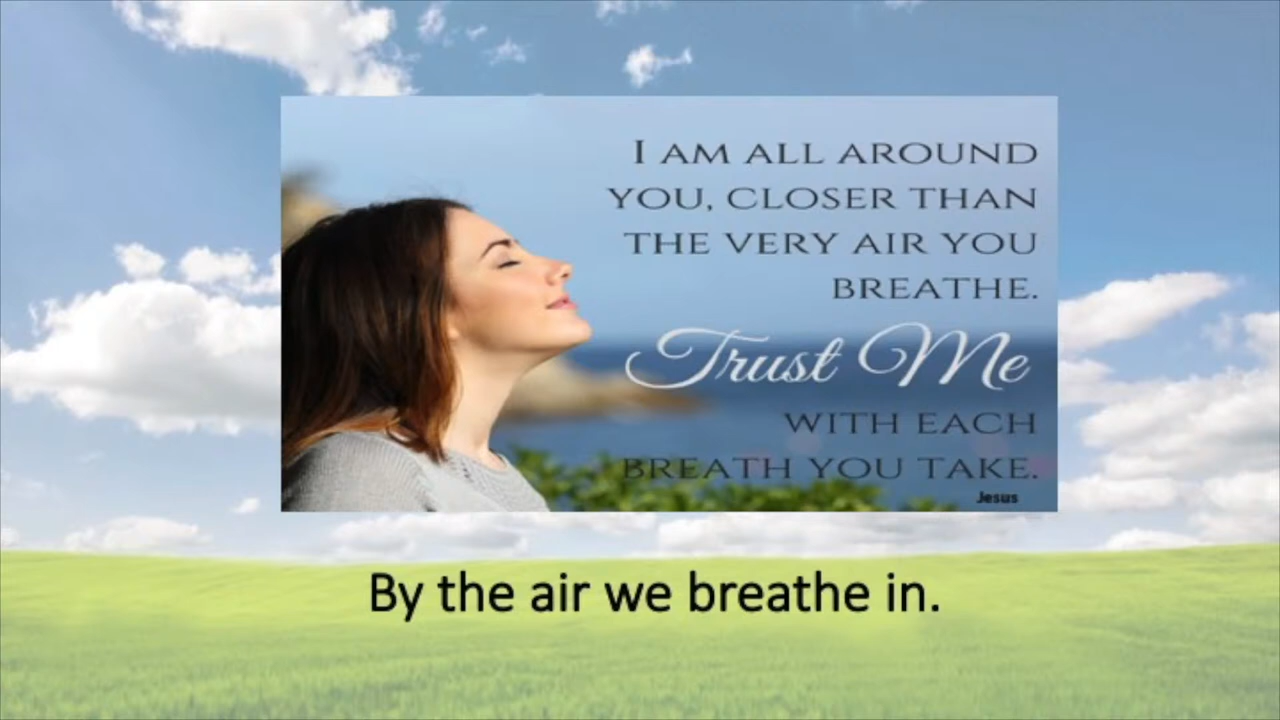 I AM ALL AROUND
YOU, CLOSER THAN
THE VERY AIR YOU
BREATHE.
Trust Me
WITH EACH
BREATH YOU TAKE.
Jesus
By the air we breathe in.